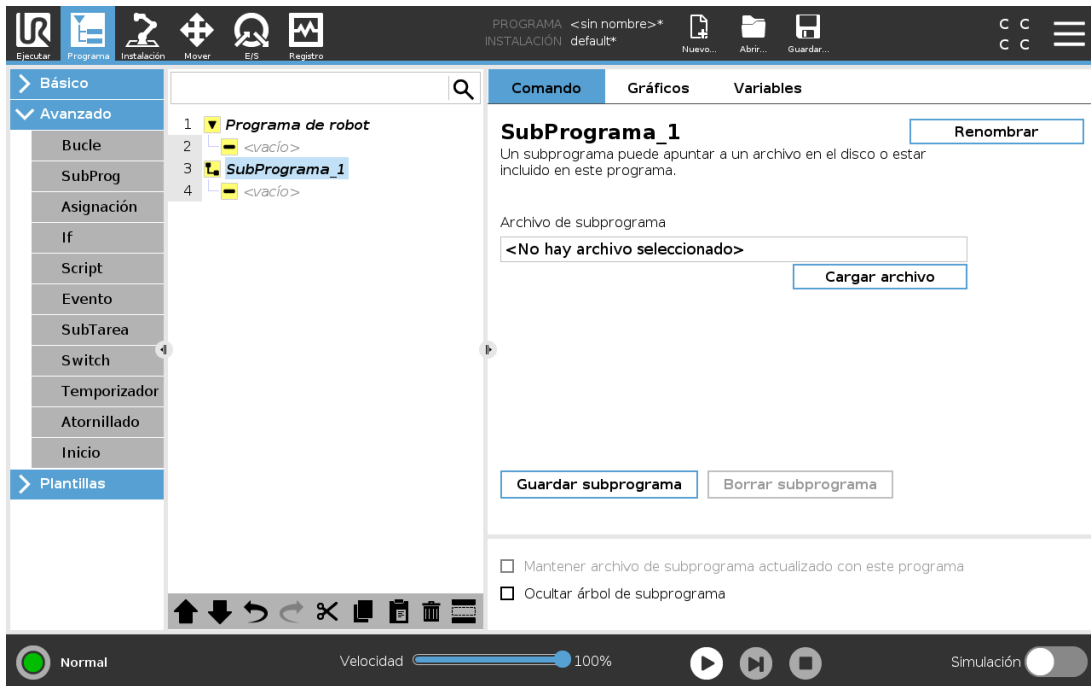 PROGRAMA <sin nombre>*
INSTALACIÓN default*
UR
Ejecutar Programa Instalación Mover E/S Registro
Nuevo... Abrir... Guardar...
C C
C C
Básico
Avanzado
Bucle
SubProg
Asignación
If
Script
Evento
SubTarea
Switch
Temporizador
Atornillado
Inicio
Plantillas
1 Programa de robot
2 <vacío>
3 SubPrograma_1
4 <vacío>
Comando Gráficos Variables
SubPrograma_1
Renombrar
Un subprograma puede apuntar a un archivo en el disco o estar
incluido en este programa.
Archivo de subprograma
<No hay archivo seleccionado>
Cargar archivo
Guardar subprograma Borrar subprograma
Mantener archivo de subprograma actualizado con este programa
Ocultar árbol de subprograma
Normal
Velocidad 100%
Simulación